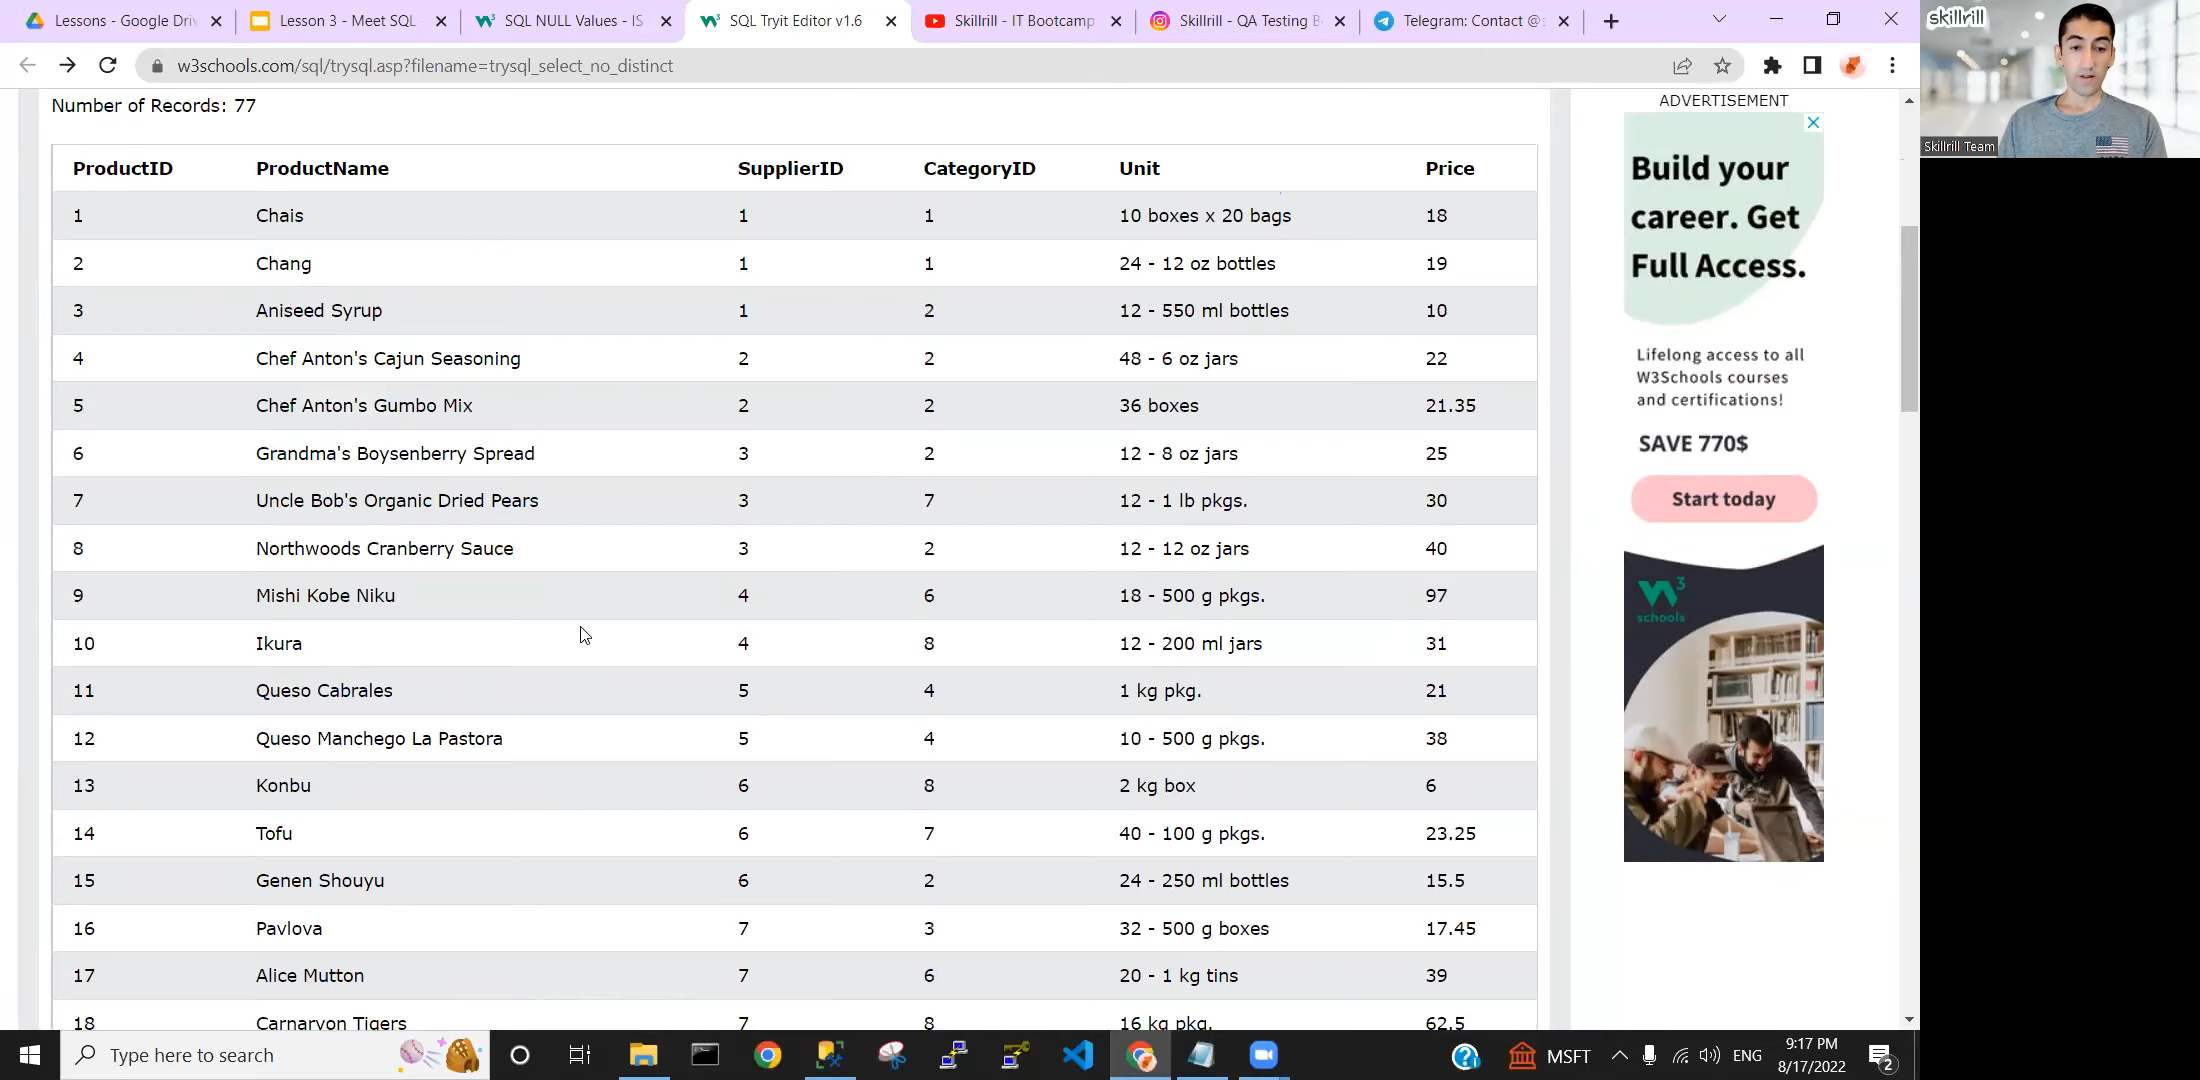 Lessons - Google Driv
Lesson 3 - Meet SQL
SQL NULL Values - IS
SQL Tryit Editor v1.6
Skillrill - IT Bootcamp
Skillrill - QA Testing B
Telegram: Contact @s
w3schools.com/sql/trysql.asp?filename=trysql_select_no_distinct
skillrill
Skillrill Team
Number of Records: 77
ProductID ProductName SupplierID CategoryID Unit Price
1 Chais 1 1 10 boxes x 20 bags 18
2 Chang 1 1 24 - 12 oz bottles 19
3 Aniseed Syrup 1 2 12 - 550 ml bottles 10
4 Chef Anton's Cajun Seasoning 2 2 48 - 6 oz jars 22
5 Chef Anton's Gumbo Mix 2 2 36 boxes 21.35
6 Grandma's Boysenberry Spread 3 2 12 - 8 oz jars 25
7 Uncle Bob's Organic Dried Pears 3 7 12 - 1 lb pkgs. 30
8 Northwoods Cranberry Sauce 3 2 12 - 12 oz jars 40
9 Mishi Kobe Niku 4 6 18 - 500 g pkgs. 97
10 Ikura 4 8 12 - 200 ml jars 31
11 Queso Cabrales 5 4 1 kg pkg. 21
12 Queso Manchego La Pastora 5 4 10 - 500 g pkgs. 38
13 Konbu 6 8 2 kg box 6
14 Tofu 6 7 40 - 100 g pkgs. 23.25
15 Genen Shouyu 6 2 24 - 250 ml bottles 15.5
16 Pavlova 7 3 32 - 500 g boxes 17.45
17 Alice Mutton 7 6 20 - 1 kg tins 39
18 Carnarvon Tigers 7 8 16 kg pkg. 62.5
ADVERTISEMENT
Build your
career. Get
Full Access.
Lifelong access to all
W3Schools courses
and certifications!
SAVE 770$
Start today
W3
schools
Type here to search
MSFT
ENG
9:17 PM
8/17/2022
2